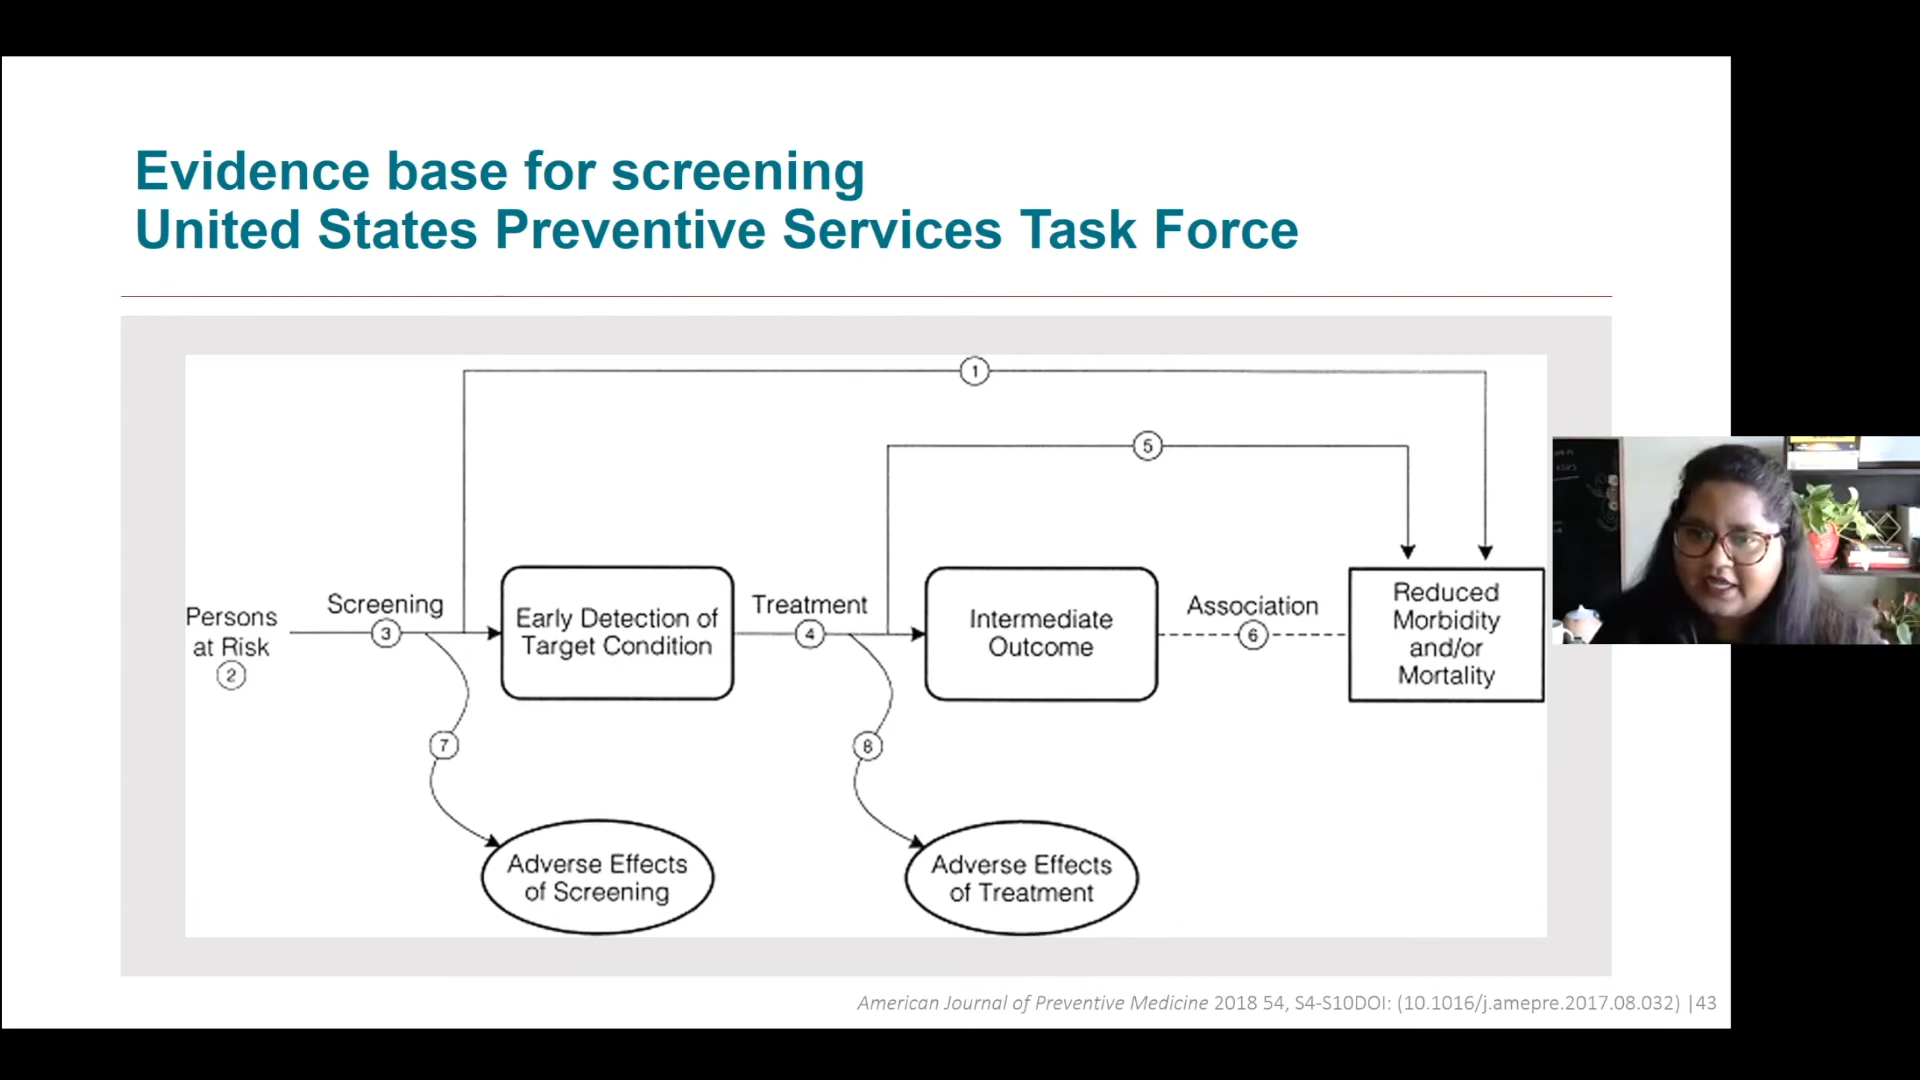 Evidence base for screening
United States Preventive Services Task Force
1
5
Screening
3
Persons
at Risk
2
Early Detection of
Target Condition
Treatment
4
Intermediate
Outcome
Association
6
Reduced
Morbidity
and/or
Mortality
7
8
Adverse Effects
of Screening
Adverse Effects
of Treatment
American Journal of Preventive Medicine 2018 54, S4-S10DOI: (10.1016/j.amepre.2017.08.032) |43